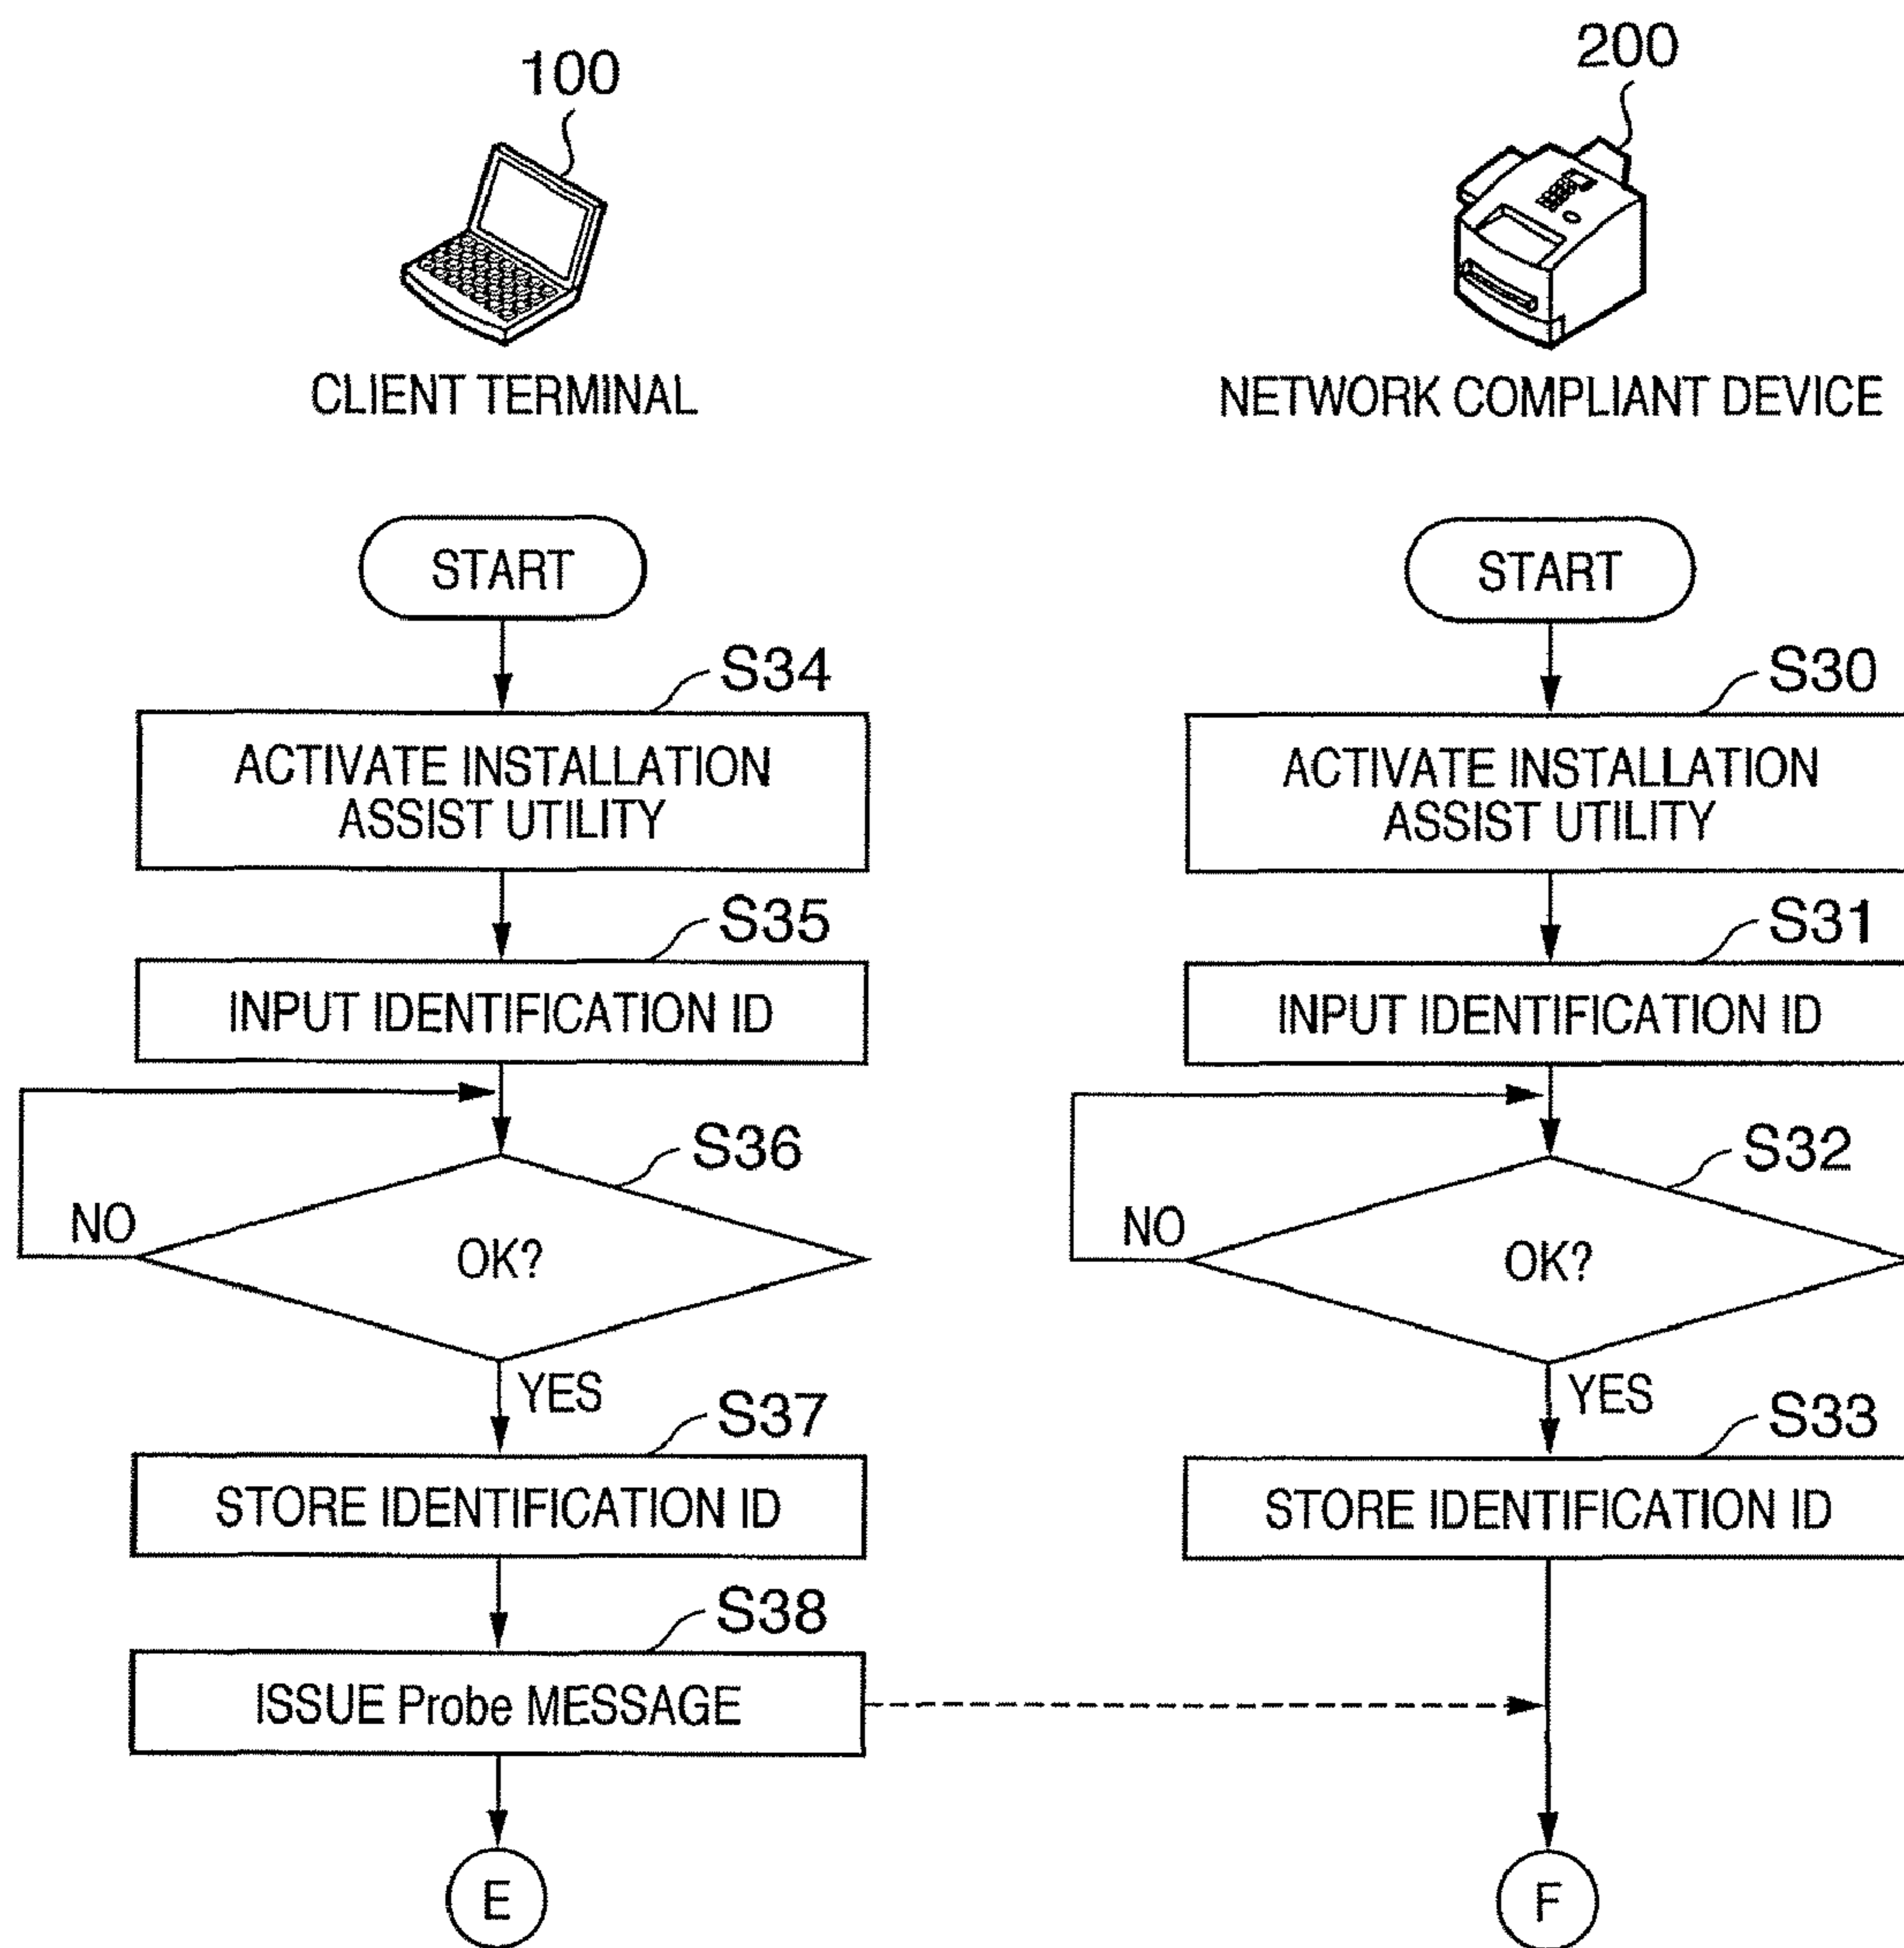 100
200
CLIENT TERMINAL
NETWORK COMPLIANT DEVICE
START
START
S34
S30
ACTIVATE INSTALLATION
ASSIST UTILITY
ACTIVATE INSTALLATION
ASSIST UTILITY
S35
S31
INPUT IDENTIFICATION ID
INPUT IDENTIFICATION ID
S36
S32
NO
OK?
NO
OK?
YES
YES
S37
S33
STORE IDENTIFICATION ID
STORE IDENTIFICATION ID
S38
ISSUE Probe MESSAGE
E
F